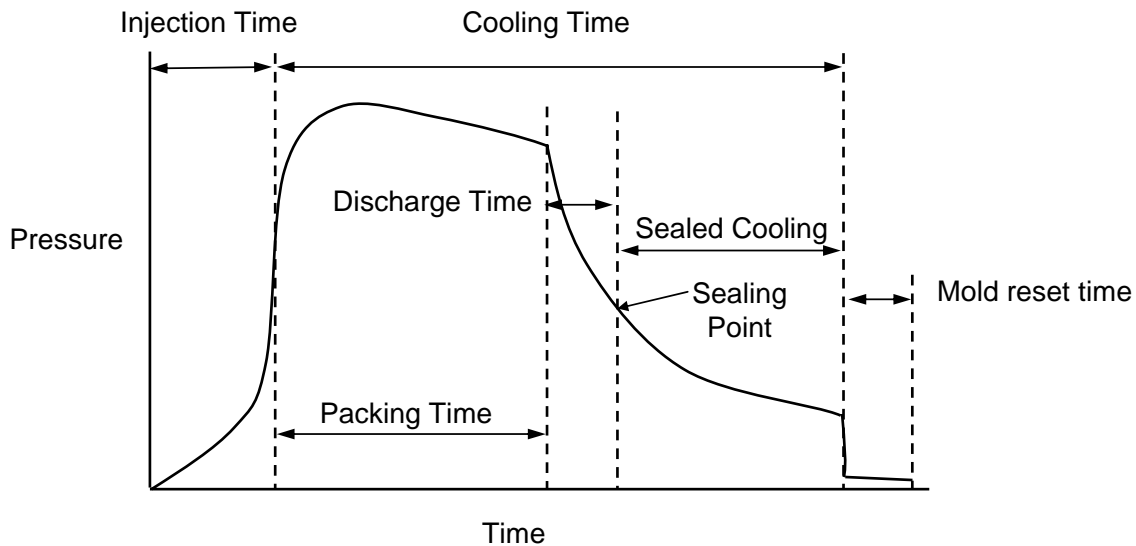 Injection Time
Cooling Time
Discharge Time
Sealed Cooling
Pressure
Mold reset time
Sealing
Point
Packing Time
Time